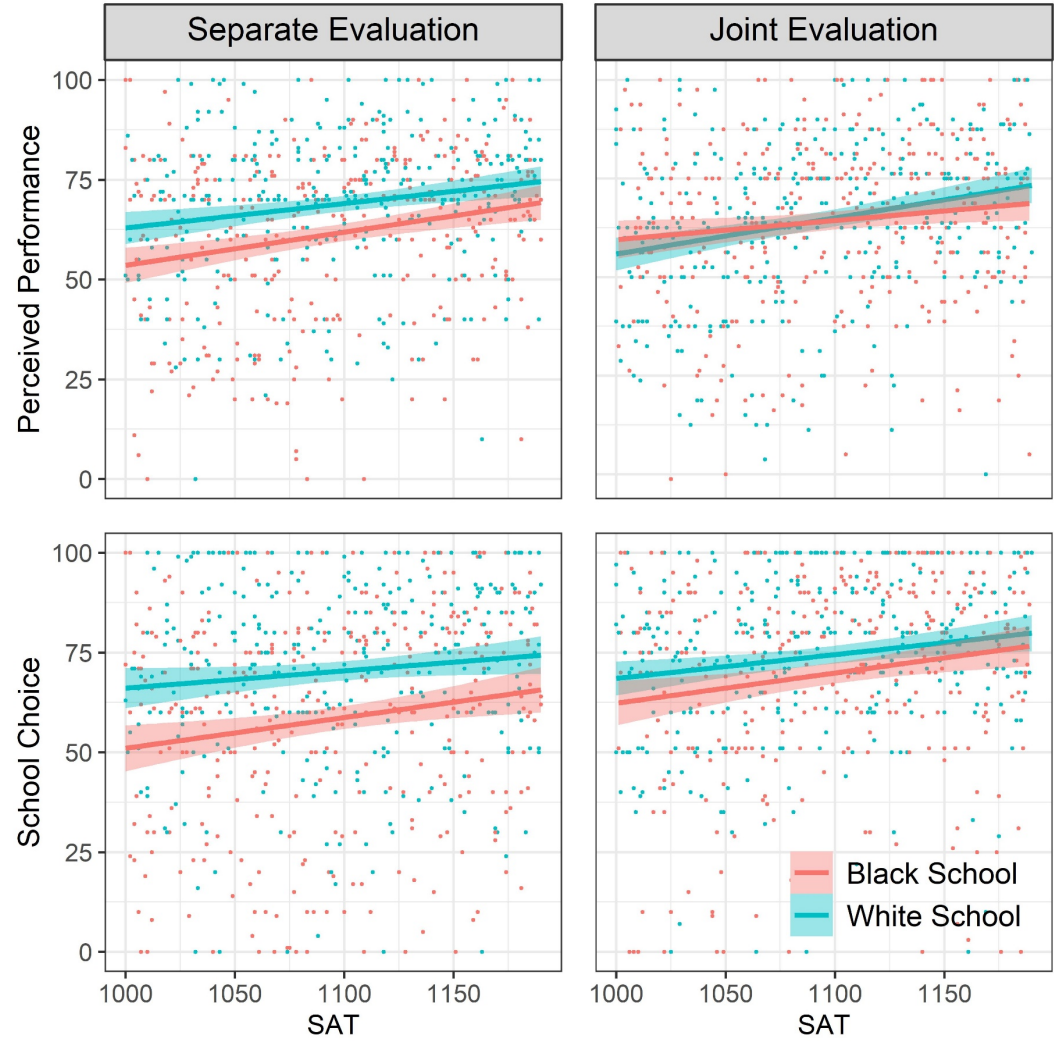 Separate Evaluation
Joint Evaluation
Perceived Performance
100
75
50
25
0
School Choice
100
75
50
25
0
Black School
White School
1000 1050 1100 1150
1000 1050 1100 1150
SAT
SAT